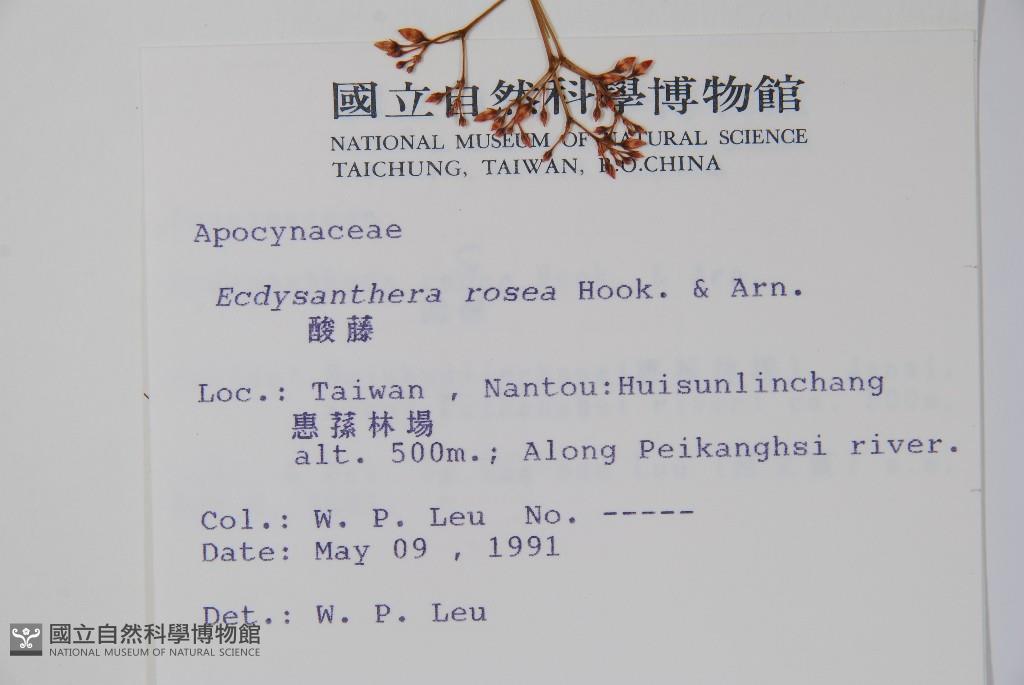 國立自然科學博物館
NATIONAL MUSEUM OF NATURAL SCIENCE
TAICHUNG, TAIWAN, R.O.CHINA
Apocynaceae
Ecdysanthera rosea Hook. & Arn.
酸藤
Loc.: Taiwan , Nantou:Huisunlinchang
惠蓀林場
alt. 500m.; Along Peikanghsi river.
Col.: W. P. Leu No. -----
Date: May 09 , 1991
Det.: W. P. Leu
國立自然科學博物館
NATIONAL MUSEUM OF NATURAL SCIENCE